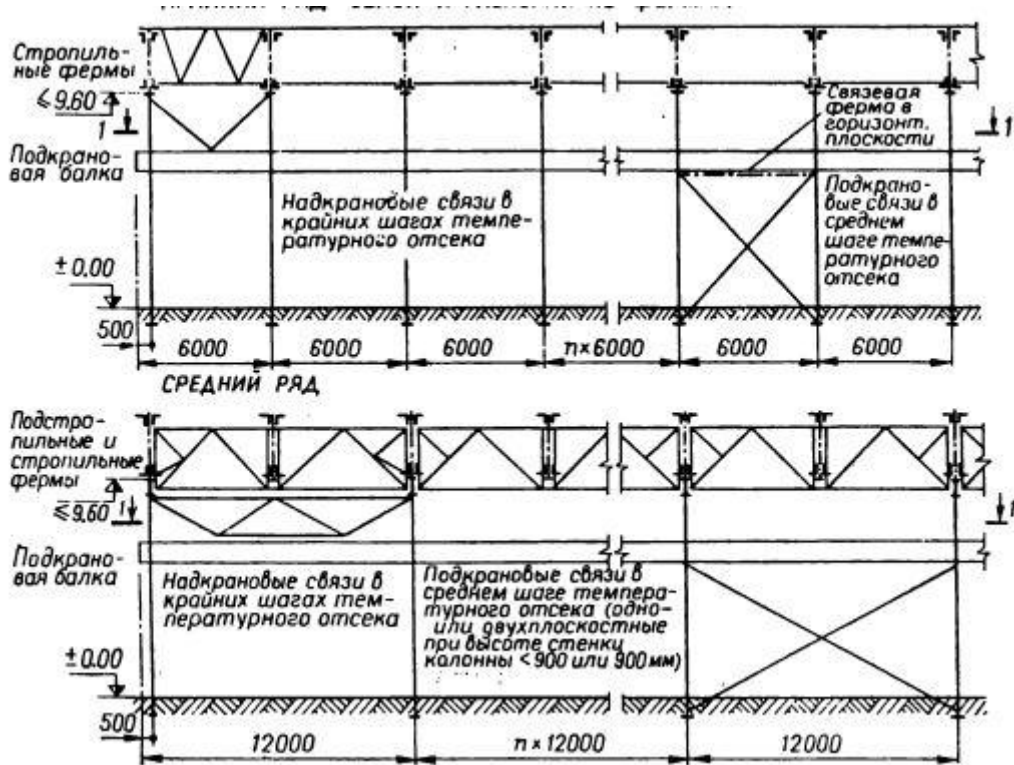 Стропиль-
ные фермы
≤9.60
1
Подкрано-
вая балка
Связевая
ферма в
горизонт.
плоскости
1
Надкрановые связи в
крайних шагах темпе-
ратурного отсека
Подкрано-
вые связи в
среднем
шаге темпе-
ратурного
отсека
±0.00
500
6000
6000
6000
n×6000
6000
6000
СРЕДНИЙ РЯД
Подстро-
пильные и
стропильные
фермы
≤9.60
1
1
Подкрано-
вая балка
Надкрановые связи в
крайних шагах тем-
пературного отсека
Подкрановые связи в
среднем шаге темпера-
турного отсека (одно-
или двухплоскостные
при высоте стенки
колонны <900 или 900мм)
±0.00
500
12000
n×12000
12000